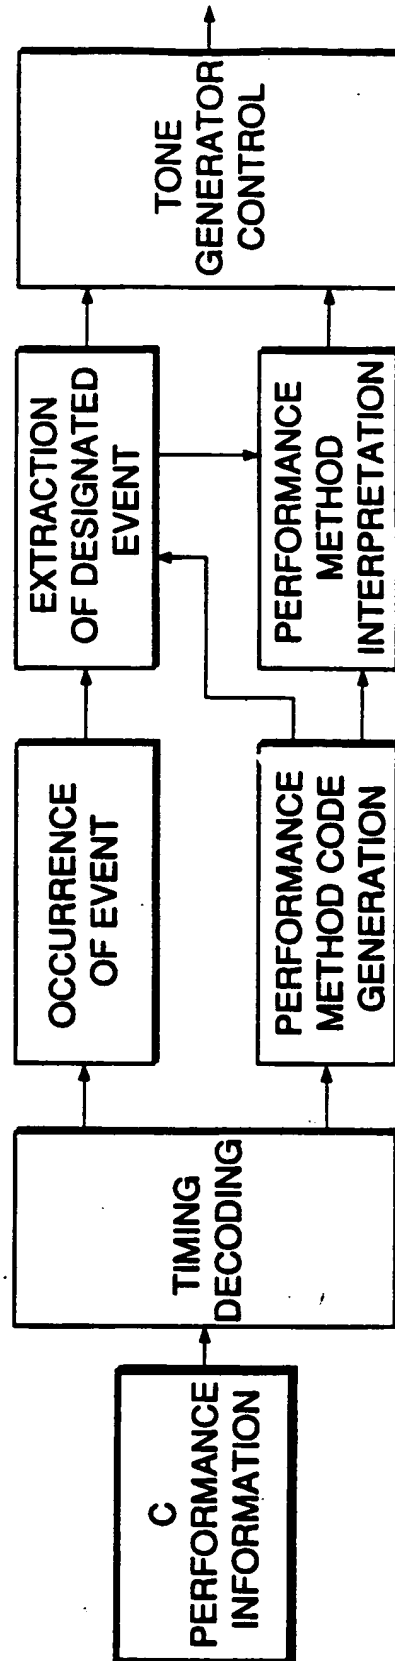 C
PERFORMANCE
INFORMATION
TIMING
DECODING
OCCURRENCE
OF EVENT
PERFORMANCE
METHOD CODE
GENERATION
EXTRACTION
OF DESIGNATED
EVENT
PERFORMANCE
METHOD
INTERPRETATION
TONE
GENERATOR
CONTROL